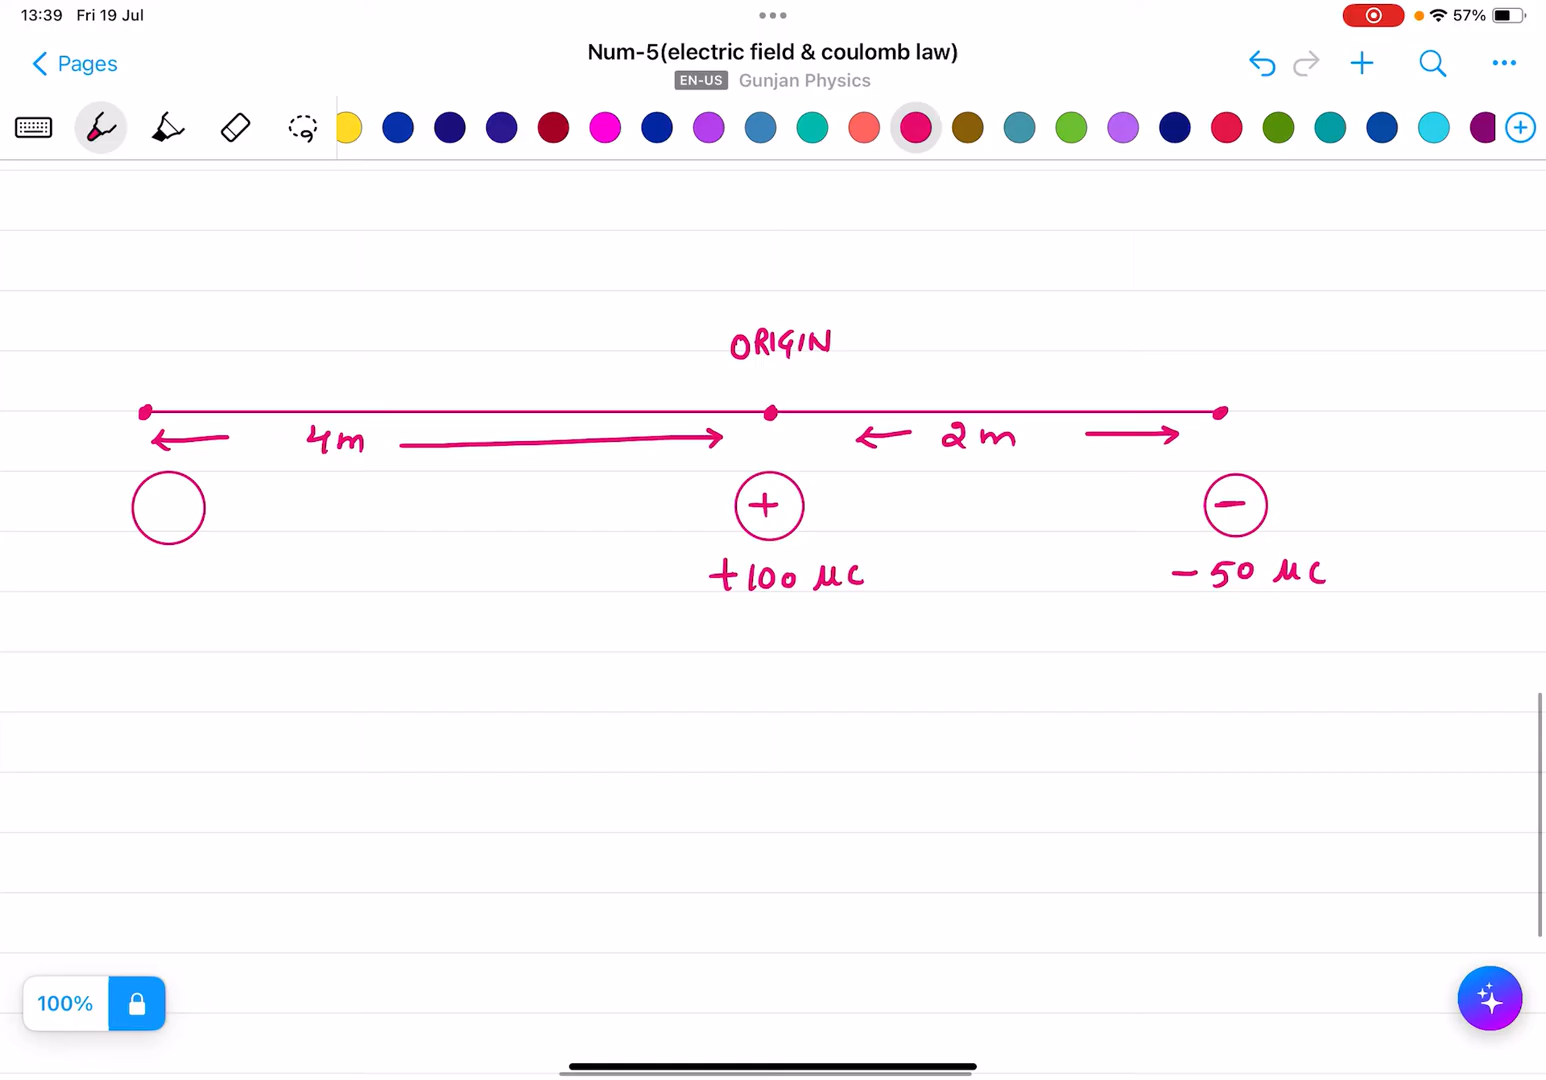 13:39 Fri 19 Jul
57%
Pages
Num-5(electric field & coulomb law)
EN-US Gunjan Physics
ORIGIN
4m
2m
+
-
+100 μC
-50 μC
100%